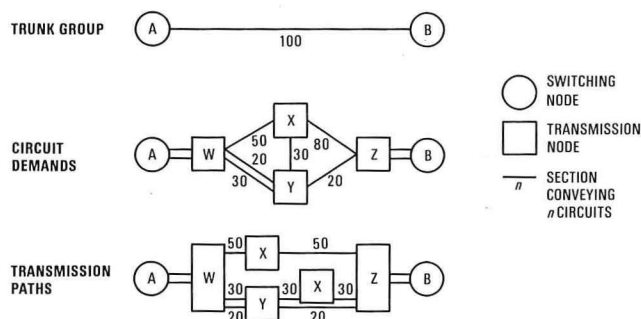 TRUNK GROUP
A
B
100
CIRCUIT
DEMANDS
A
W
50
20
30
X
30
Y
80
20
Z
B
TRANSMISSION
PATHS
A
W
50
X
50
30
20
Y
30
X
30
20
Z
B
SWITCHING
NODE
TRANSMISSION
NODE
n
SECTION
CONVEYING
n CIRCUITS